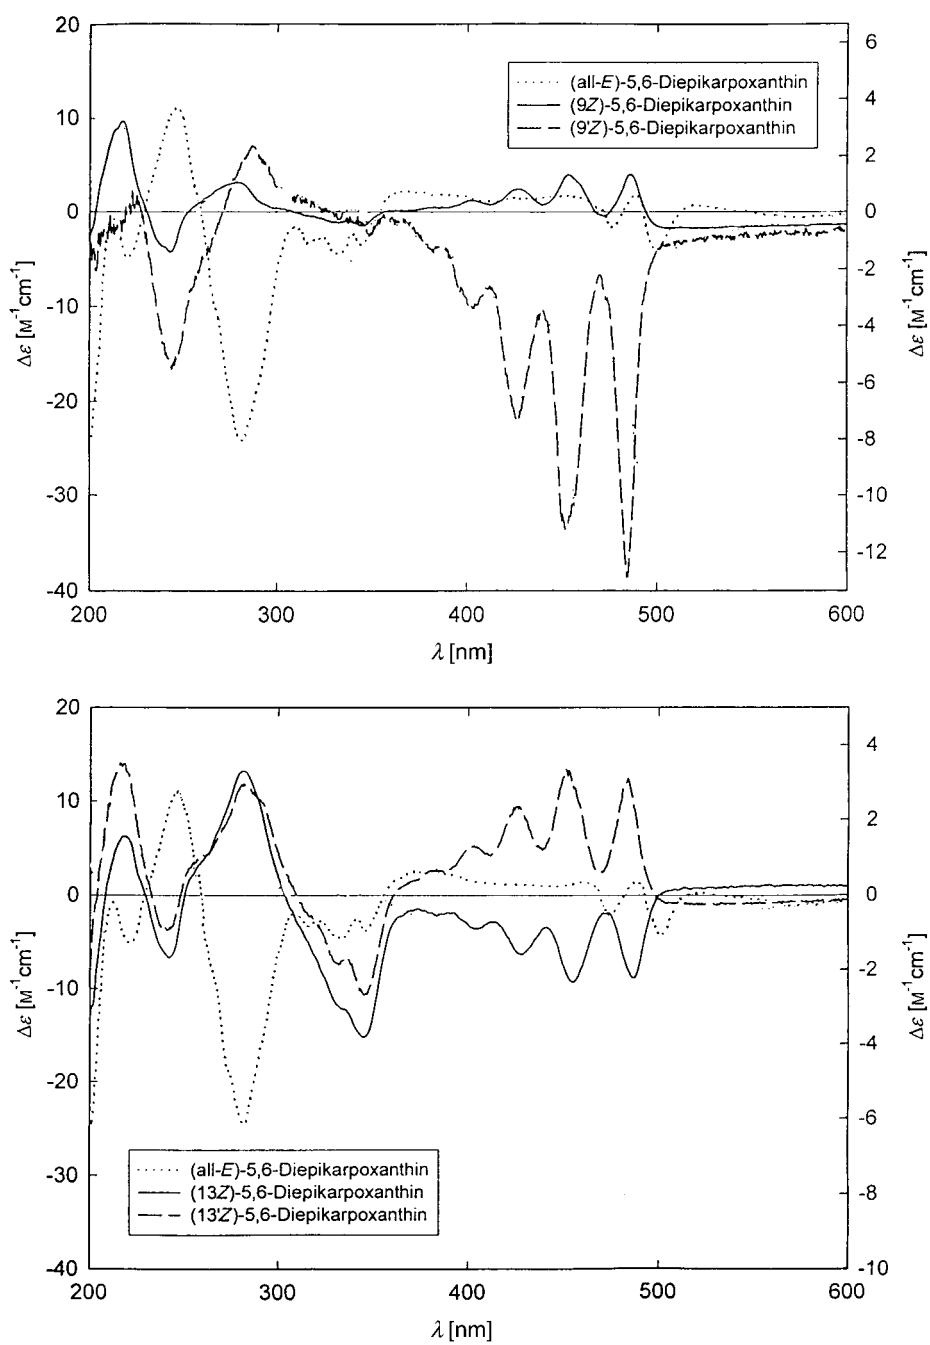 20
10
0
-10
-20
-30
-40
6
4
2
0
-2
-4
-6
-8
-10
-12
Δε [M⁻¹cm⁻¹]
Δε [M⁻¹cm⁻¹]
(all-E)-5,6-Diepikarpoxanthin
(9Z)-5,6-Diepikarpoxanthin
(9'Z)-5,6-Diepikarpoxanthin
200 300 400 500 600
λ [nm]
20
10
0
-10
-20
-30
-40
4
2
0
-2
-4
-6
-8
-10
Δε [M⁻¹cm⁻¹]
Δε [M⁻¹cm⁻¹]
(all-E)-5,6-Diepikarpoxanthin
(13Z)-5,6-Diepikarpoxanthin
(13'Z)-5,6-Diepikarpoxanthin
200 300 400 500 600
λ [nm]